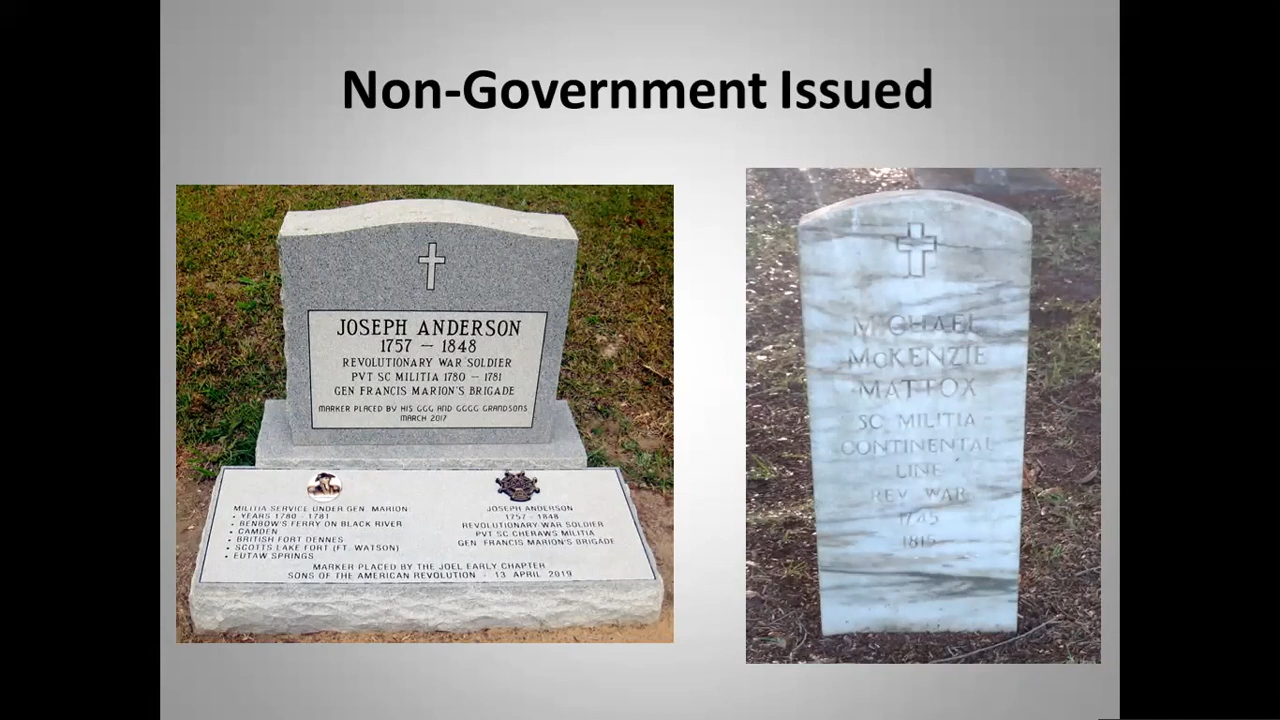 Non-Government Issued
JOSEPH ANDERSON
1757 — 1848
REVOLUTIONARY WAR SOLDIER
PVT SC MILITIA 1780 — 1781
GEN FRANCIS MARION'S BRIGADE
MARKER PLACED BY HIS GGG AND GGGG GRANDSONS
MARCH 2017
MILITIA SERVICE UNDER GEN. MARION:
• YEARS 1780 - 1781
• BENBOW'S FERRY ON BLACK RIVER
• CAMDEN
• BRITISH FORT DENNES
• SCOTTS LAKE FORT (FT. WATSON)
• EUTAW SPRINGS
JOSEPH ANDERSON
1757 - 1848
REVOLUTIONARY WAR SOLDIER
PVT SC CHERAWS MILITIA
GEN. FRANCIS MARION'S BRIGADE
MARKER PLACED BY THE JOEL EARLY CHAPTER
SONS OF THE AMERICAN REVOLUTION - 13 APRIL 2019
MICHAEL
McKENZIE
MATTOX
SC MILITIA
CONTINENTAL
LINE
REV WAR
1745
1815